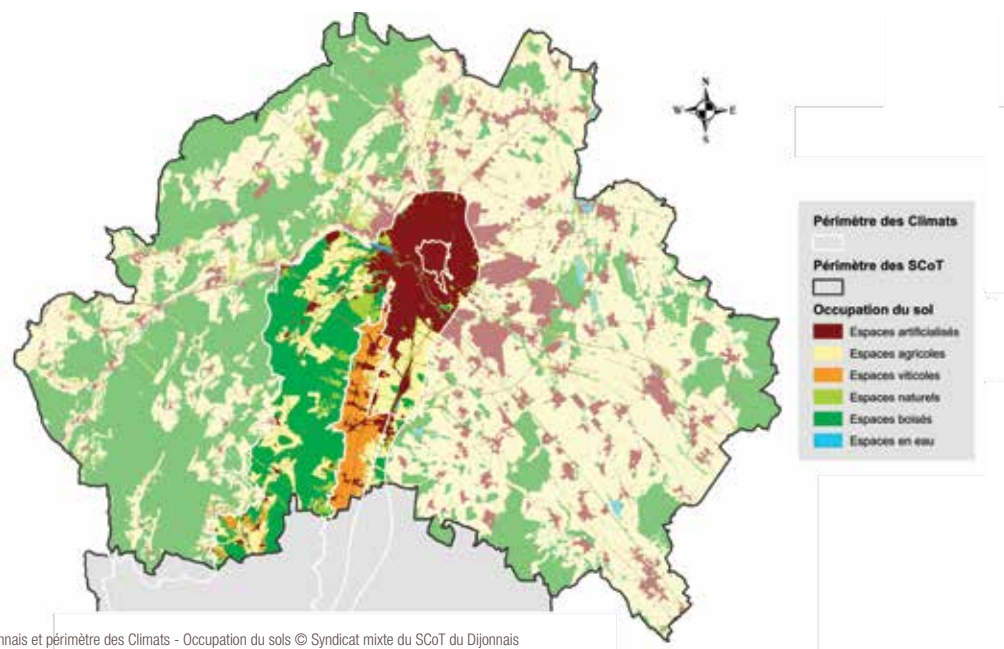 N
W E
S
Périmètre des Climats
Périmètre des SCoT
Occupation du sol
Espaces artificialisés
Espaces agricoles
Espaces viticoles
Espaces naturels
Espaces boisés
Espaces en eau
nnais et périmètre des Climats - Occupation du sols © Syndicat mixte du SCoT du Dijonnais